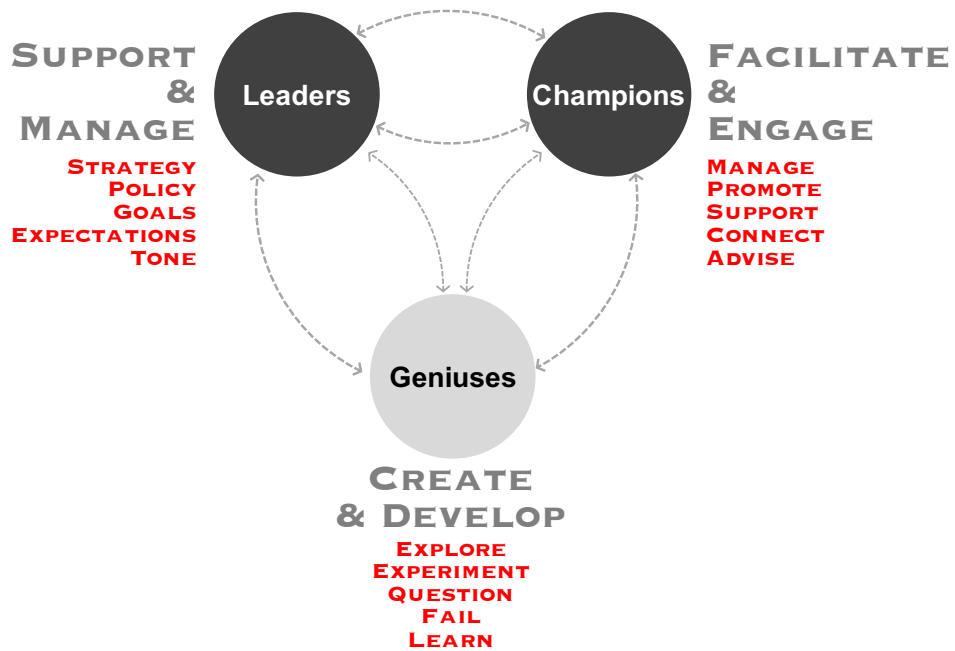 Support
&
Manage
Strategy
Policy
Goals
Expectations
Tone
Leaders
Champions
Facilitate
&
Engage
Manage
Promote
Support
Connect
Advise
Geniuses
Create
& Develop
Explore
Experiment
Question
Fail
Learn